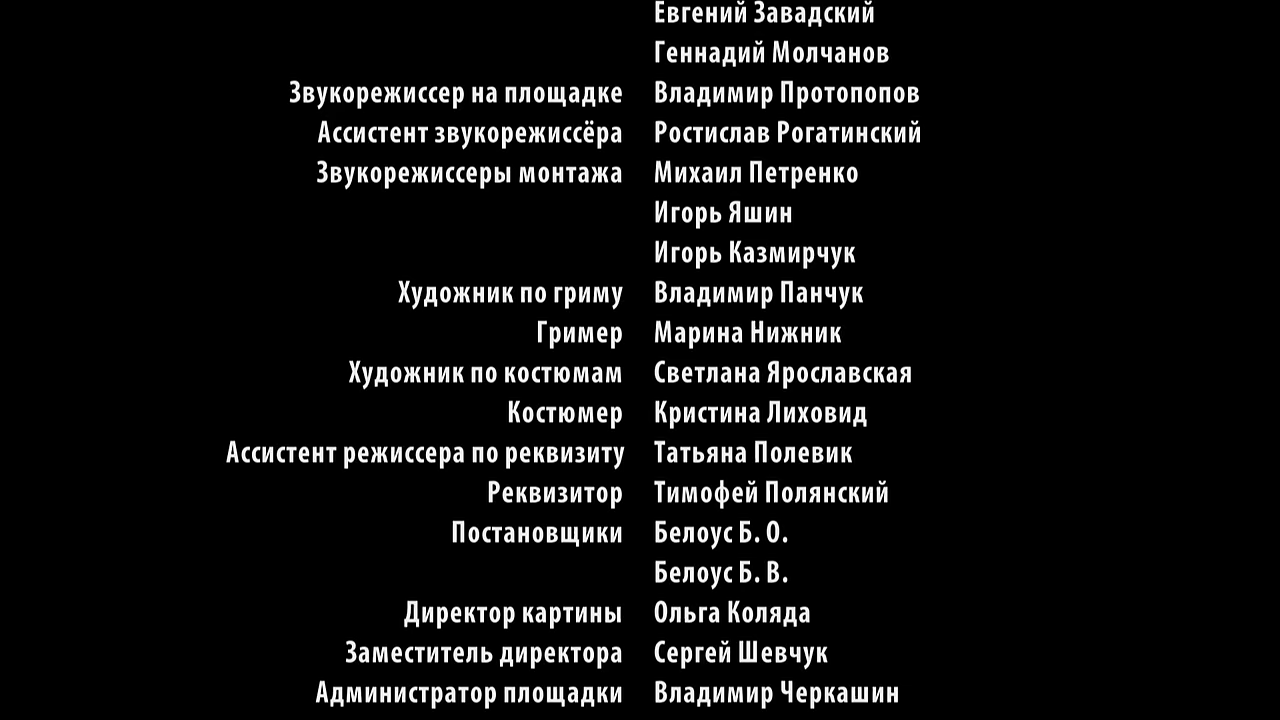 Евгений Завадский
Геннадий Молчанов
Звукорежиссер на площадке Владимир Протопопов
Ассистент звукорежиссёра Ростислав Рогатинский
Звукорежиссеры монтажа Михаил Петренко
Игорь Яшин
Игорь Казмирчук
Художник по гриму Владимир Панчук
Гример Марина Нижник
Художник по костюмам Светлана Ярославская
Костюмер Кристина Лиховид
Ассистент режиссера по реквизиту Татьяна Полевик
Реквизитор Тимофей Полянский
Постановщики Белоус Б. О.
Белоус Б. В.
Директор картины Ольга Коляда
Заместитель директора Сергей Шевчук
Администратор площадки Владимир Черкашин